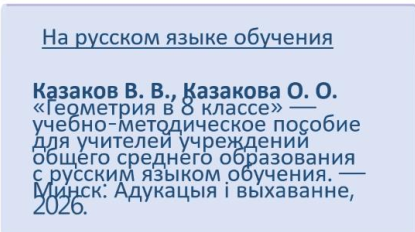 На русском языке обучения
Казаков В. В., Казакова О. О.
«Геометрия в 8 классе» —
учебно-методическое пособие
для учителей учреждений
общего среднего образования
с русским языком обучения. —
Минск: Адукацыя і выхаванне,
2026.